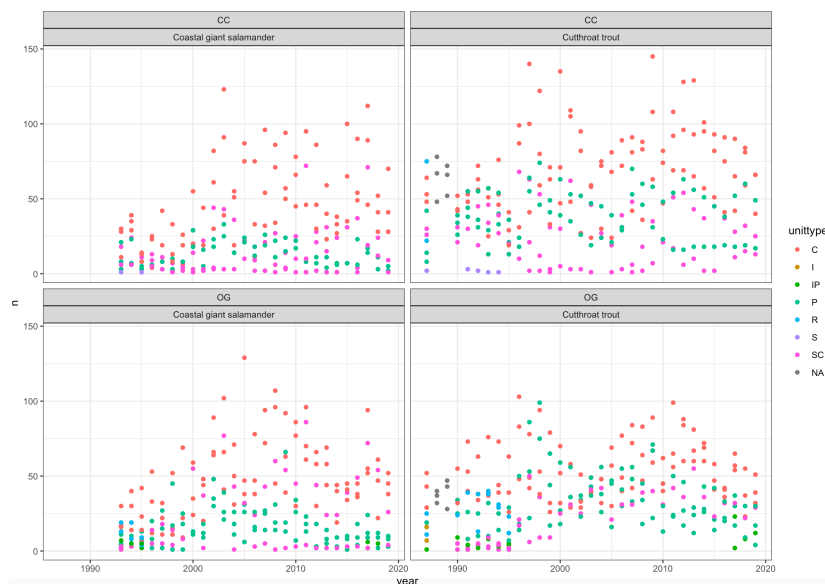 CC
CC
Coastal giant salamander
Cutthroat trout
150
100
50
0
n
OG
OG
Coastal giant salamander
Cutthroat trout
150
100
50
0
1990
2000
2010
2020
1990
2000
2010
2020
year
unittype
C
I
IP
P
R
S
SC
NA